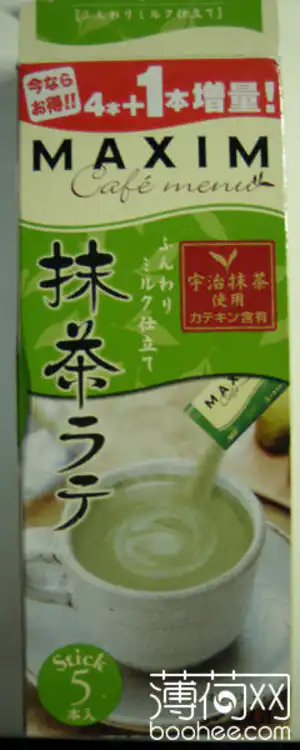 [ふんわりミルク仕立て]
今なら
お得!!
4本+1本増量!
MAXIM
Café menu
抹茶ラテ
ふんわり
ミルク仕立て
宇治抹茶
使用
カテキン含有
MAXIM
Stick
5
本入
薄荷网
boohee.com